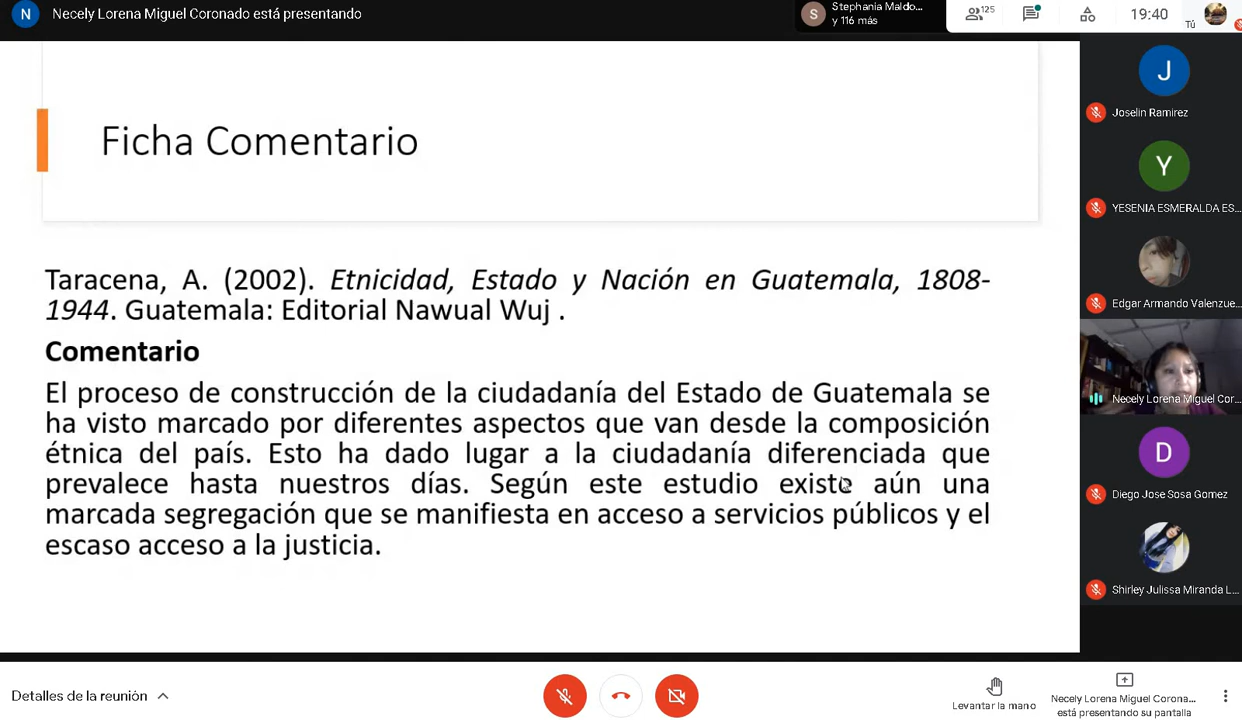 N Necely Lorena Miguel Coronado está presentando
S Stephania Maldo...
y 116 más
125
19:40
Tú
Ficha Comentario
Taracena, A. (2002). Etnicidad, Estado y Nación en Guatemala, 1808-
1944. Guatemala: Editorial Nawual Wuj .
Comentario
El proceso de construcción de la ciudadanía del Estado de Guatemala se
ha visto marcado por diferentes aspectos que van desde la composición
étnica del país. Esto ha dado lugar a la ciudadanía diferenciada que
prevalece hasta nuestros días. Según este estudio existe aún una
marcada segregación que se manifiesta en acceso a servicios públicos y el
escaso acceso a la justicia.
J
Joselin Ramirez
Y
YESENIA ESMERALDA ES...
Edgar Armando Valenzue...
Necely Lorena Miguel Cor...
D
Diego Jose Sosa Gomez
Shirley Julissa Miranda L...
Detalles de la reunión
Levantar la mano
Necely Lorena Miguel Corona...
está presentando su pantalla